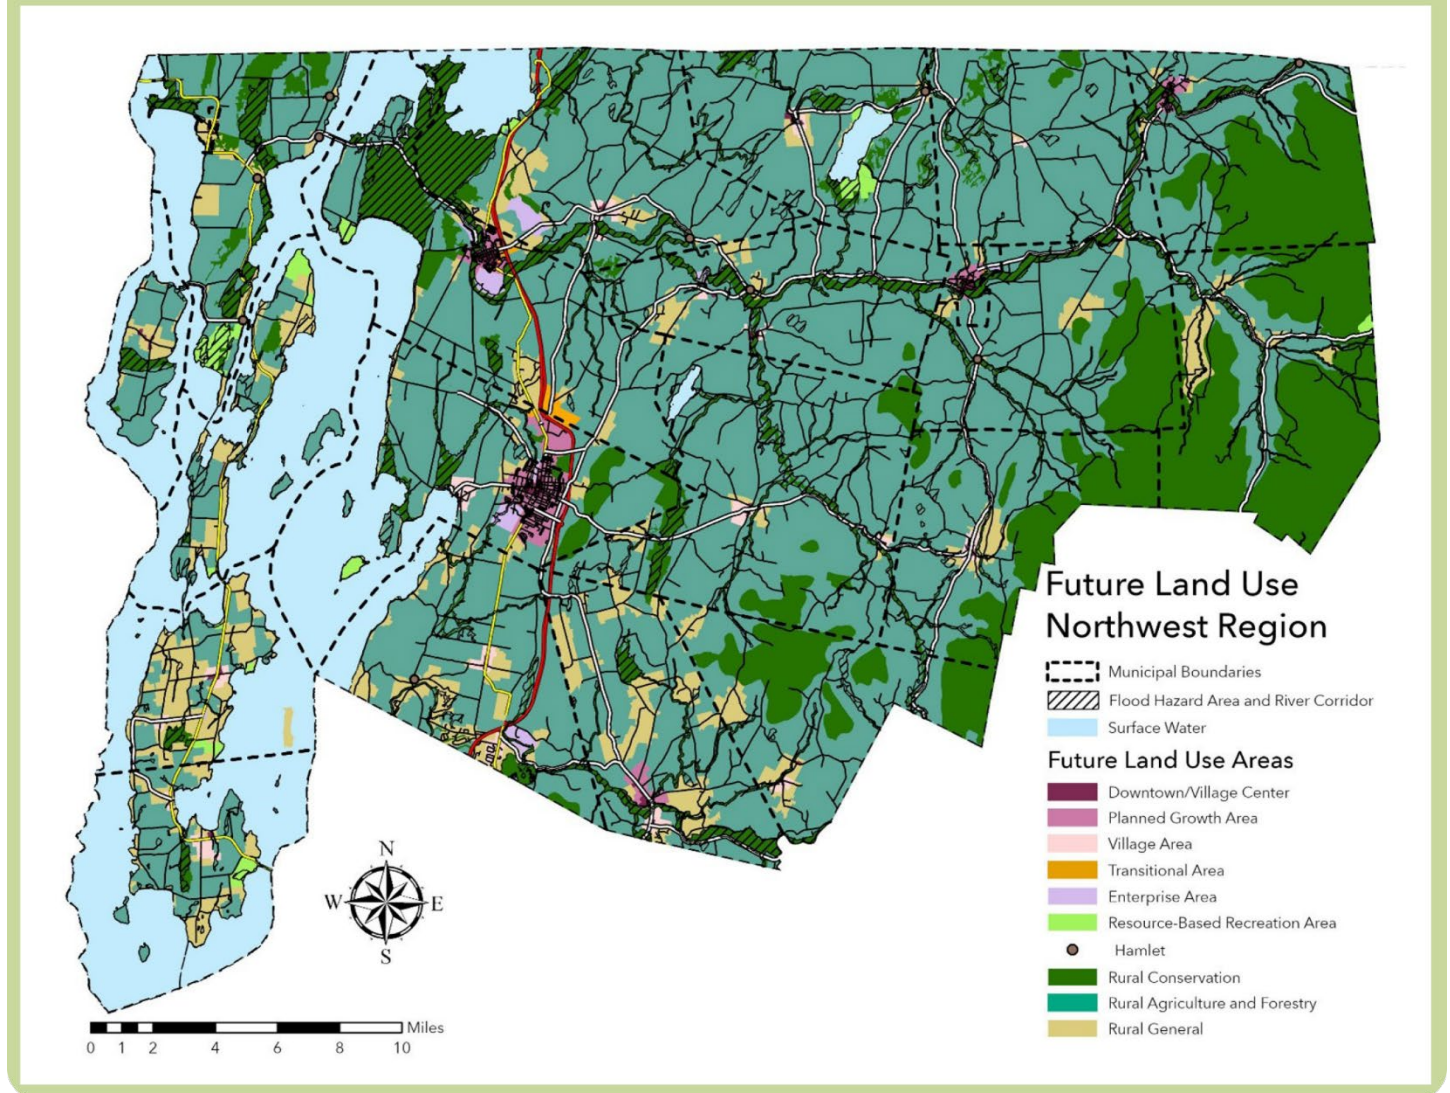 Future Land Use
Northwest Region
Municipal Boundaries
Flood Hazard Area and River Corridor
Surface Water
Future Land Use Areas
Downtown/Village Center
Planned Growth Area
Village Area
Transitional Area
Enterprise Area
Resource-Based Recreation Area
Hamlet
Rural Conservation
Rural Agriculture and Forestry
Rural General
N
W E
S
Miles
0 1 2 4 6 8 10